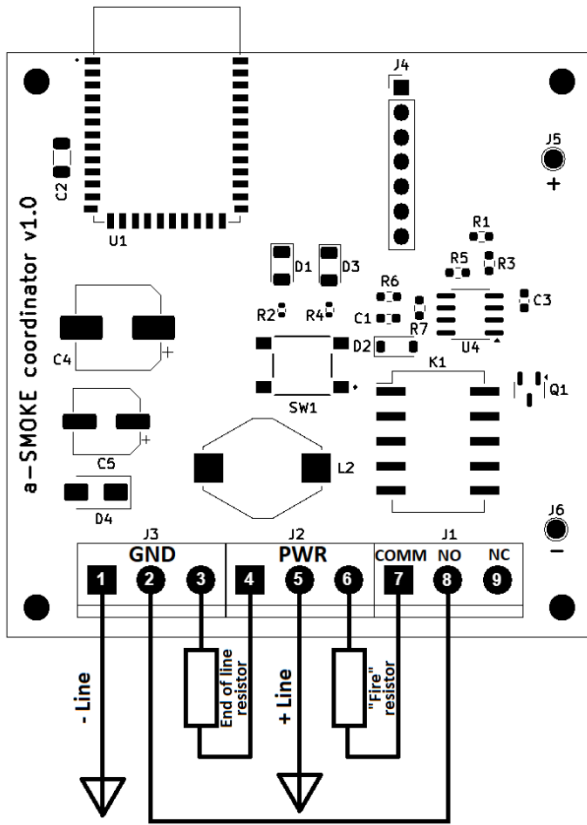 J4
J5
+
C2
U1
R1
D1
D3
R5
R3
R6
R2
R4
C1
R7
C3
U4
a-SMOKE coordinator v1.0
C4
+
D2
K1
Q1
SW1
C5
+
L2
D4
J6
-
J3
J2
J1
GND
PWR
COMM
NO
NC
1
2
3
4
5
6
7
8
9
- Line
End of line
resistor
+ Line
"Fire"
resistor